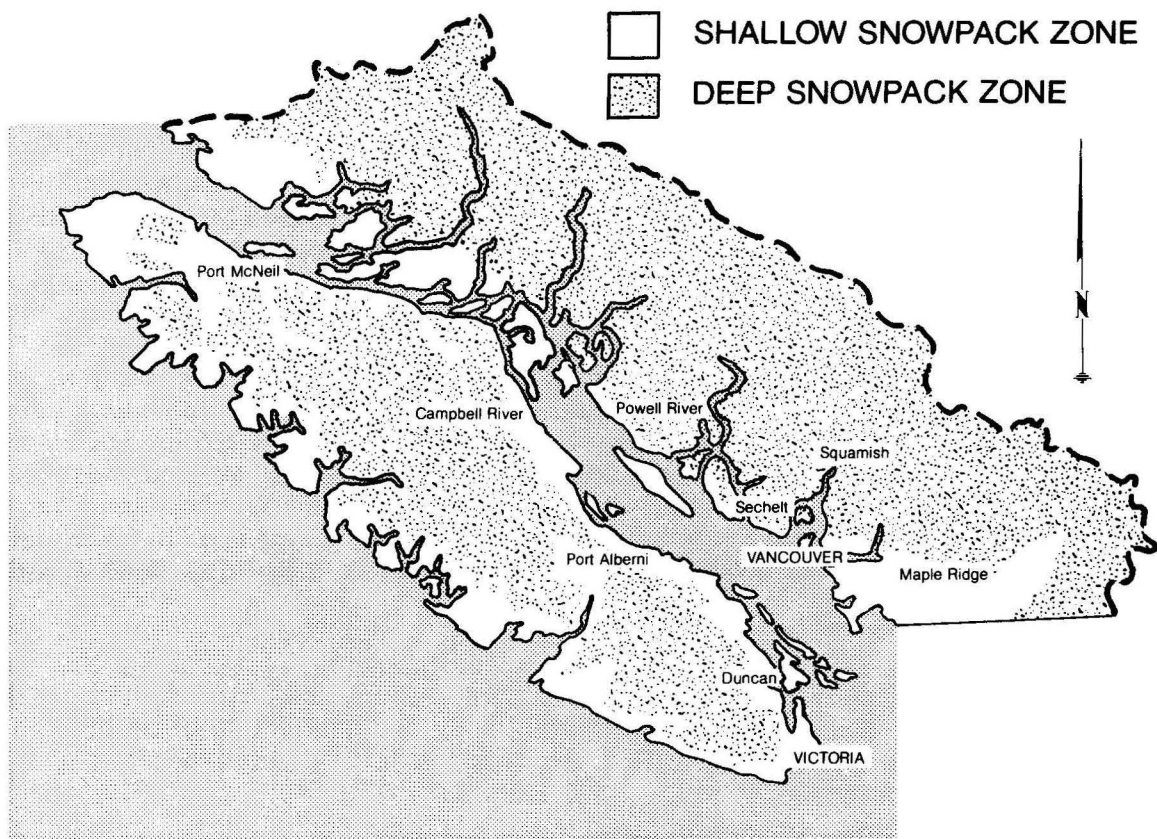 SHALLOW SNOWPACK ZONE
DEEP SNOWPACK ZONE
N
Port McNeil
Campbell River
Powell River
Squamish
Sechelt
Port Alberni
VANCOUVER
Maple Ridge
Duncan
VICTORIA